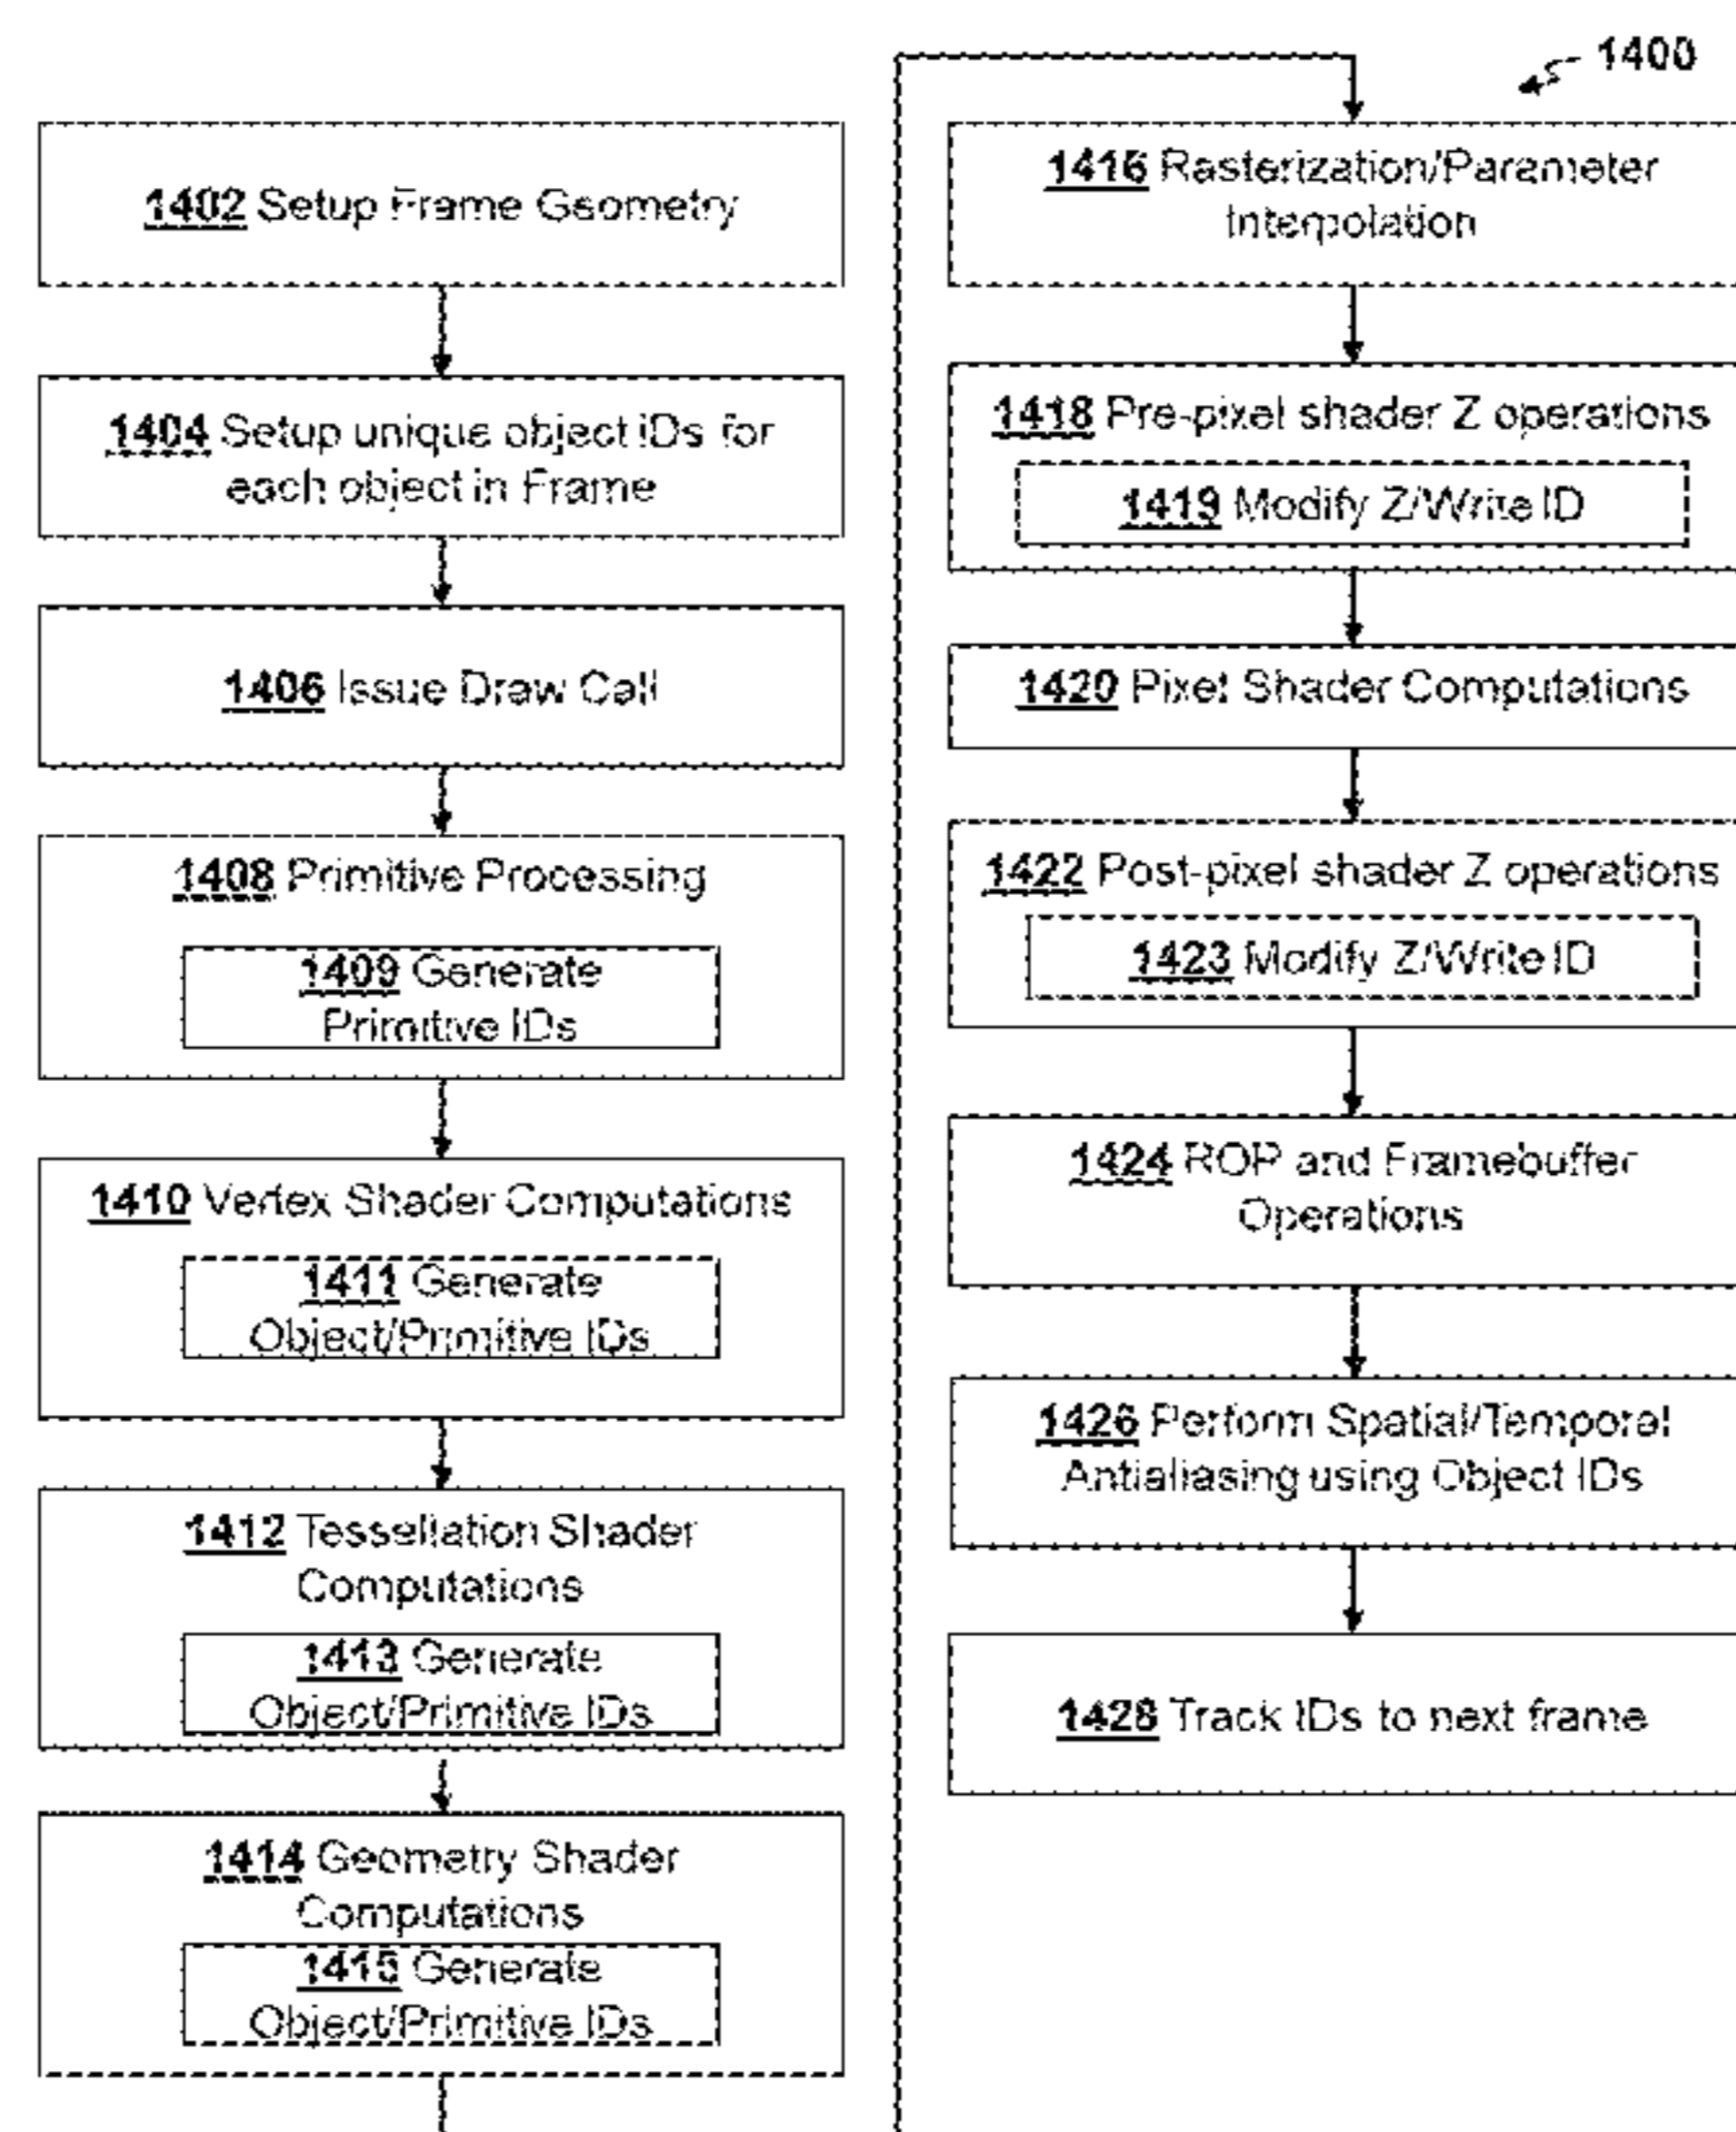 1400
1402 Setup Frame Geometry
1404 Setup unique object IDs for
each object in Frame
1406 Issue Draw Call
1408 Primitive Processing
1409 Generate
Primitive IDs
1410 Vertex Shader Computations
1411 Generate
Object/Primitive IDs
1412 Tessellation Shader
Computations
1413 Generate
Object/Primitive IDs
1414 Geometry Shader
Computations
1415 Generate
Object/Primitive IDs
1416 Rasterization/Parameter
Interpolation
1418 Pre-pixel shader Z operations
1419 Modify Z/Write ID
1420 Pixel Shader Computations
1422 Post-pixel shader Z operations
1423 Modify Z/Write ID
1424 ROP and Framebuffer
Operations
1426 Perform Spatial/Temporal
Antialiasing using Object IDs
1428 Track IDs to next frame